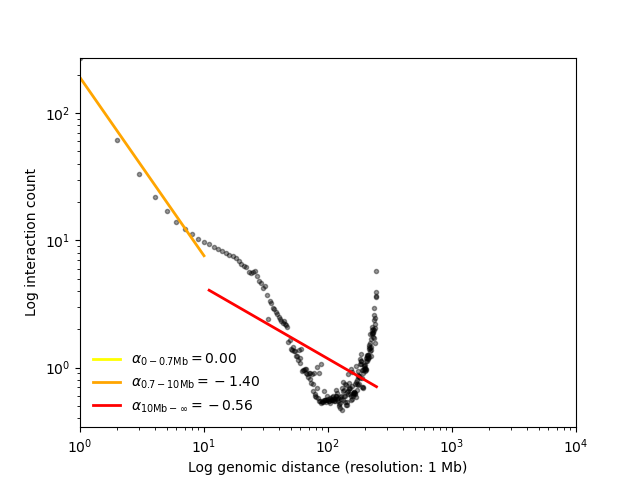 10²
10¹
10⁰
Log interaction count
α₀₋₀.₇Mb = 0.00
α₀.₇₋₁₀Mb = −1.40
α₁₀Mb₋∞ = −0.56
10⁰ 10¹ 10² 10³ 10⁴
Log genomic distance (resolution: 1 Mb)